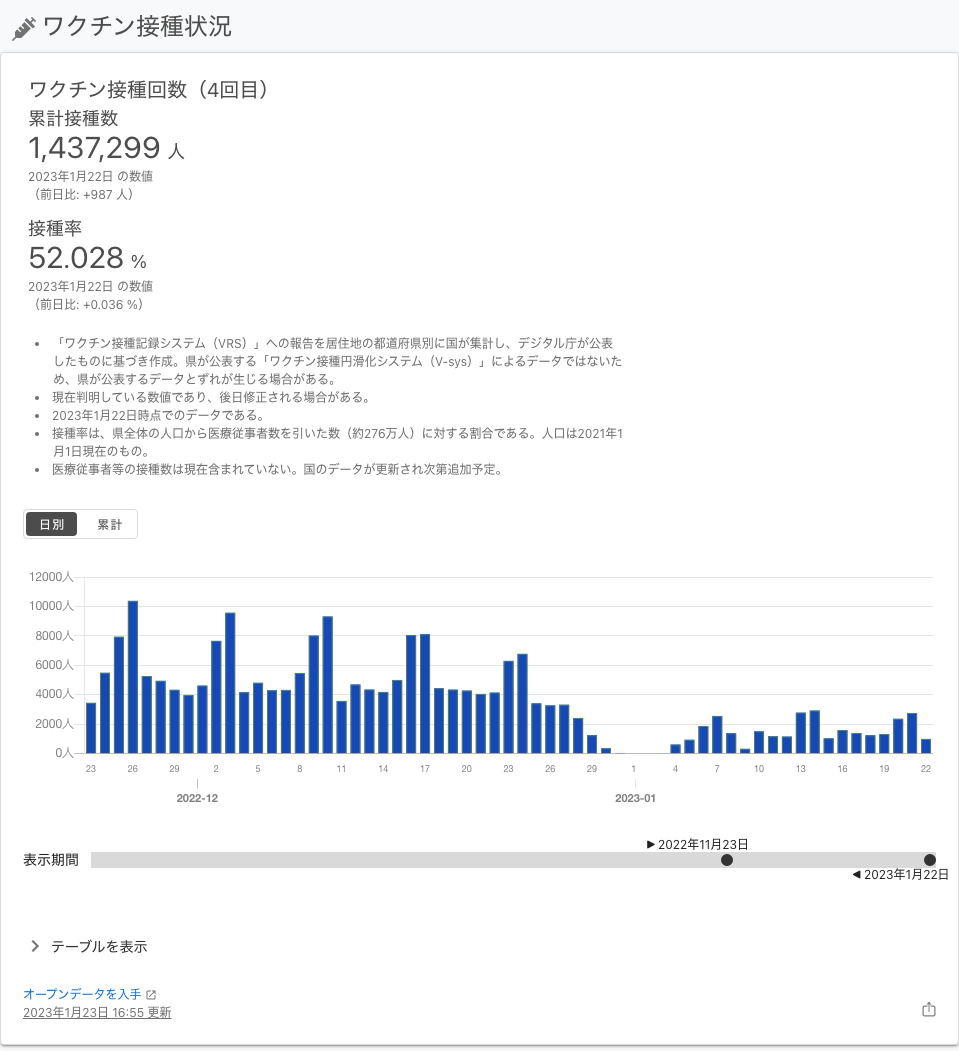 ワクチン接種状況
ワクチン接種回数（4回目）
累計接種数
1,437,299 人
2023年1月22日 の数値
（前日比: +987 人）
接種率
52.028 %
2023年1月22日 の数値
（前日比: +0.036 %）
• 「ワクチン接種記録システム（VRS）」への報告を居住地の都道府県別に国が集計し、デジタル庁が公表
したものに基づき作成。県が公表する「ワクチン接種円滑化システム（V-sys）」によるデータではないた
め、県が公表するデータとずれが生じる場合がある。
• 現在判明している数値であり、後日修正される場合がある。
• 2023年1月22日時点でのデータである。
• 接種率は、県全体の人口から医療従事者数を引いた数（約276万人）に対する割合である。人口は2021年1
月1日現在のもの。
• 医療従事者等の接種数は現在含まれていない。国のデータが更新され次第追加予定。
日別 累計
12000人
10000人
8000人
6000人
4000人
2000人
0人
23 26 29 2 5 8 11 14 17 20 23 26 29 1 4 7 10 13 16 19 22
2022-12 2023-01
▶ 2022年11月23日
表示期間
◀ 2023年1月22日
テーブルを表示
オープンデータを入手
2023年1月23日 16:55 更新